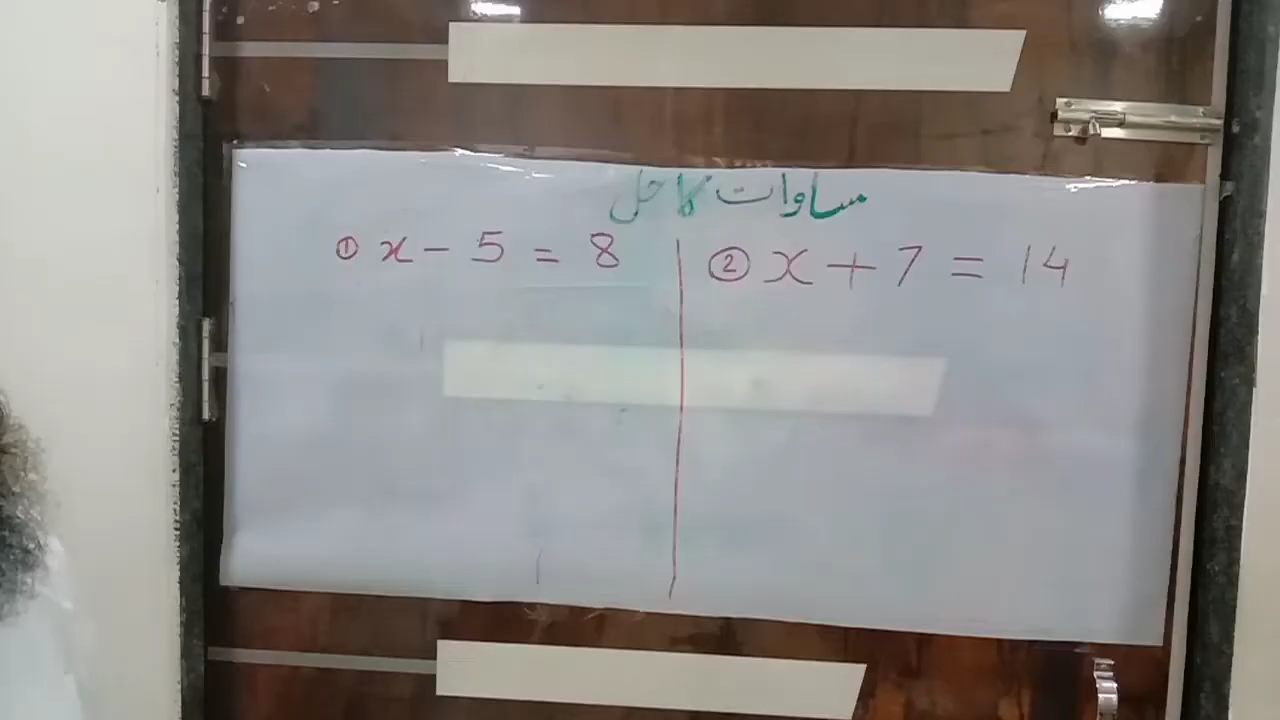 مساوات کا حل
① x - 5 = 8
② x + 7 = 14